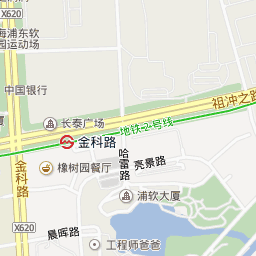 X620
海浦东软
园运动场
中国银行
祖冲之路
长泰广场
地铁2号线
金科路
哈雷路
亮景路
橡树园餐厅
金科路
浦软大厦
X620
晨晖路
工程师爸爸